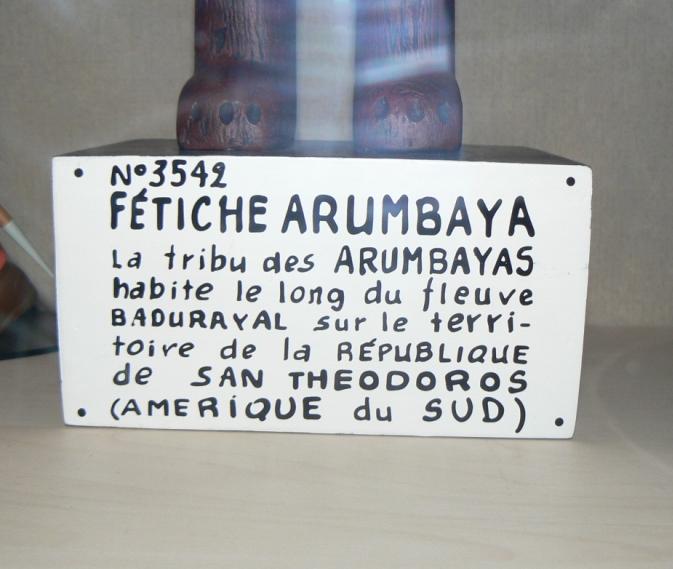 N°3542
FÉTICHE ARUMBAYA
La tribu des ARUMBAYAS
habite le long du fleuve
BADURAYAL sur le terri-
toire de la RÉPUBLIQUE
de SAN THEODOROS
(AMERIQUE du SUD)